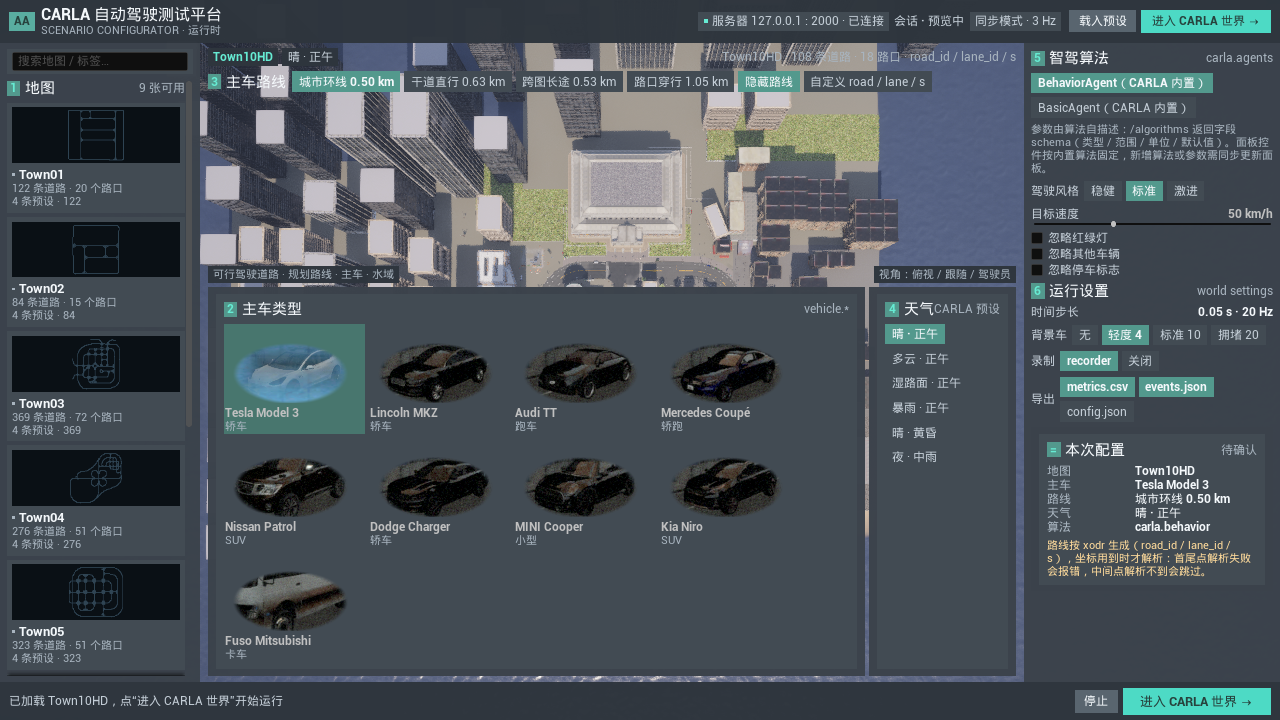 AA
CARLA 自动驾驶测试平台
SCENARIO CONFIGURATOR · 运行时
服务器 127.0.0.1 : 2000 · 已连接
会话 · 预览中
同步模式 · 3 Hz
载入预设
进入 CARLA 世界 →
搜索地图 / 标签...
1 地图 9 张可用
Town01
122 条道路 · 20 个路口
4 条预设 · 122
Town02
84 条道路 · 15 个路口
4 条预设 · 84
Town03
369 条道路 · 72 个路口
4 条预设 · 369
Town04
276 条道路 · 51 个路口
4 条预设 · 276
Town05
323 条道路 · 51 个路口
4 条预设 · 323
Town10HD 晴 · 正午
Town10HD · 108 条道路 · 18 路口 · road_id / lane_id / s
3 主车路线 城市环线 0.50 km 干道直行 0.63 km 跨图长途 0.53 km 路口穿行 1.05 km 隐藏路线 自定义 road / lane / s
可行驾驶道路 · 规划路线 · 主车 · 水域
视角 : 俯视 / 跟随 / 驾驶员
2 主车类型 vehicle.*
Tesla Model 3
轿车
Lincoln MKZ
轿车
Audi TT
跑车
Mercedes Coupé
轿跑
Nissan Patrol
SUV
Dodge Charger
轿车
MINI Cooper
小型
Kia Niro
SUV
Fuso Mitsubishi
卡车
4 天气 CARLA 预设
晴 · 正午
多云 · 正午
湿路面 · 正午
暴雨 · 正午
晴 · 黄昏
夜 · 中雨
5 智驾算法 carla.agents
BehaviorAgent ( CARLA 内置 )
BasicAgent ( CARLA 内置 )
参数由算法自描述 : /algorithms 返回字段
schema ( 类型 / 范围 / 单位 / 默认值 ) 。面板控
件按内置算法固定 , 新增算法或参数需同步更新面
板。
驾驶风格 稳健 标准 激进
目标速度 50 km/h
忽略红绿灯
忽略其他车辆
忽略停车标志
6 运行设置 world settings
时间步长 0.05 s · 20 Hz
背景车 无 轻度 4 标准 10 拥堵 20
录制 recorder 关闭
导出 metrics.csv events.json
config.json
= 本次配置 待确认
地图 Town10HD
主车 Tesla Model 3
路线 城市环线 0.50 km
天气 晴 · 正午
算法 carla.behavior
路线按 xodr 生成 ( road_id / lane_id /
s ) , 坐标用到时才解析 : 首尾点解析失败
会报错 , 中间点解析不到会跳过。
已加载 Town10HD , 点“进入 CARLA 世界”开始运行
停止
进入 CARLA 世界 →